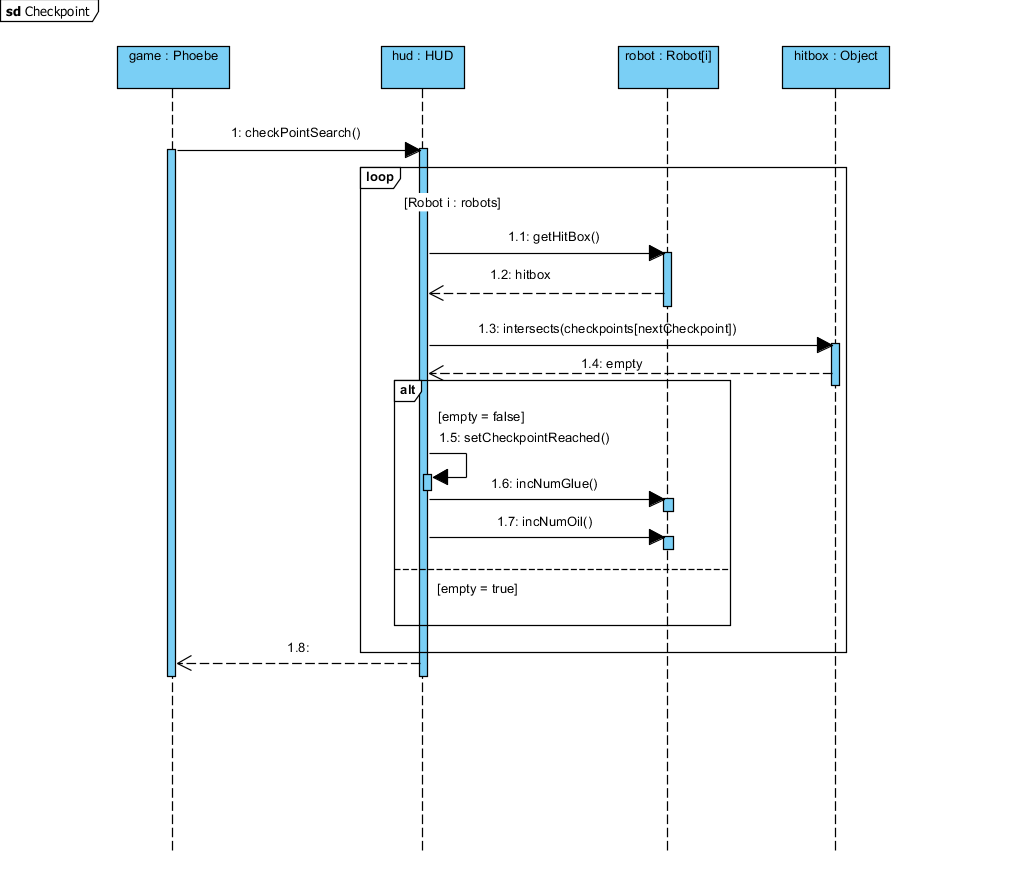 sd Checkpoint
game : Phoebe
hud : HUD
robot : Robot[i]
hitbox : Object
1: checkPointSearch()
loop
[Robot i : robots]
1.1: getHitBox()
1.2: hitbox
1.3: intersects(checkpoints[nextCheckpoint])
1.4: empty
alt
[empty = false]
1.5: setCheckpointReached()
1.6: incNumGlue()
1.7: incNumOil()
[empty = true]
1.8: